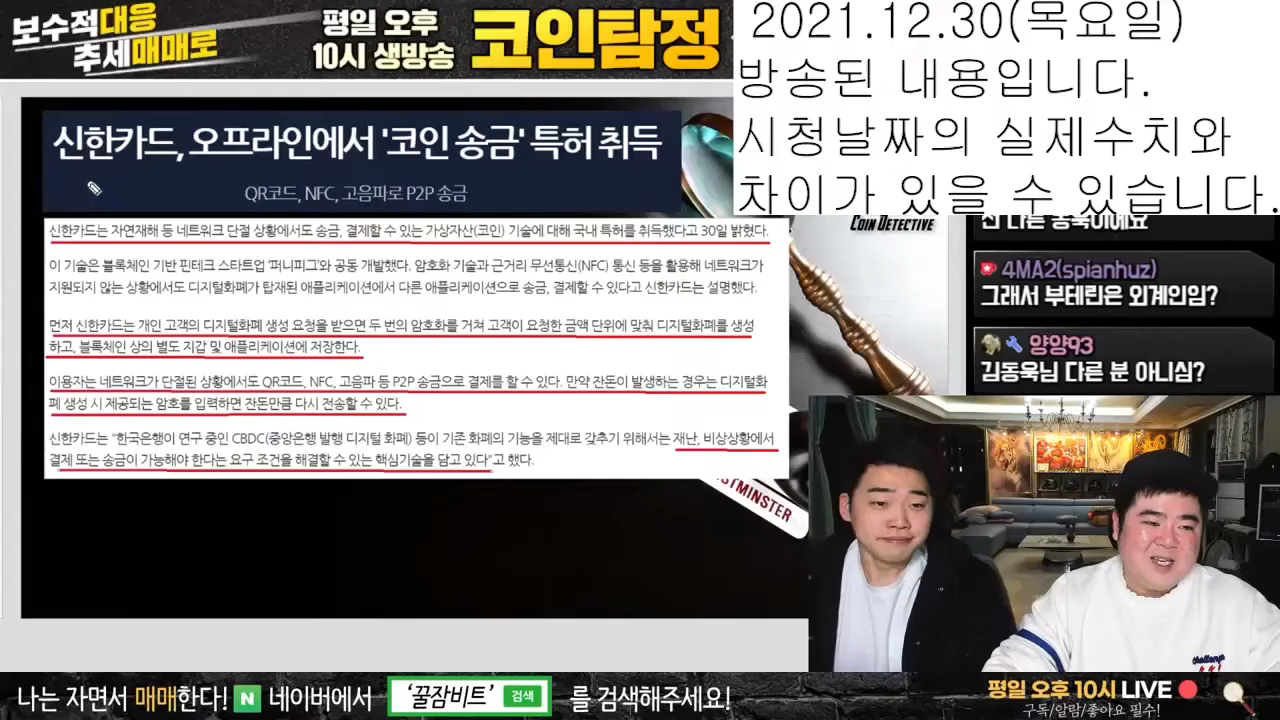 보수적대응
추세매매로
평일 오후
10시 생방송
코인탐정
2021.12.30(목요일)
방송된 내용입니다.
시청날짜의 실제수치와
차이가 있을 수 있습니다.
신한카드, 오프라인에서 '코인 송금' 특허 취득
QR코드, NFC, 고음파로 P2P 송금
신한카드는 자연재해 등 네트워크 단절 상황에서도 송금, 결제할 수 있는 가상자산(코인) 기술에 대해 국내 특허를 취득했다고 30일 밝혔다.
이 기술은 블록체인 기반 핀테크 스타트업 '퍼니피그'와 공동 개발했다. 암호화 기술과 근거리 무선통신(NFC) 통신 등을 활용해 네트워크가
지원되지 않는 상황에서도 디지털화폐가 탑재된 애플리케이션에서 다른 애플리케이션으로 송금, 결제할 수 있다고 신한카드는 설명했다.
먼저 신한카드는 개인 고객의 디지털화폐 생성 요청을 받으면 두 번의 암호화를 거쳐 고객이 요청한 금액 단위에 맞춰 디지털화폐를 생성
하고, 블록체인 상의 별도 지갑 및 애플리케이션에 저장한다.
이용자는 네트워크가 단절된 상황에서도 QR코드, NFC, 고음파 등 P2P 송금으로 결제를 할 수 있다. 만약 잔돈이 발생하는 경우는 디지털화
폐 생성 시 제공되는 암호를 입력하면 잔돈만큼 다시 전송할 수 있다.
신한카드는 "한국은행이 연구 중인 CBDC(중앙은행 발행 디지털 화폐) 등이 기존 화폐의 기능을 제대로 갖추기 위해서는 재난, 비상상황에서
결제 또는 송금이 가능해야 한다는 요구 조건을 해결할 수 있는 핵심기술을 담고 있다"고 했다.
COIN DETECTIVE
다른 동욱이에요
4MA2(spianhuz)
그래서 부테린은 외계인임?
양양93
김동욱님 다른 분 아니심?
나는 자면서 매매한다! N 네이버에서 '꿀잠비트' 검색 를 검색해주세요!
평일 오후 10시 LIVE
구독/알람/좋아요 필수!